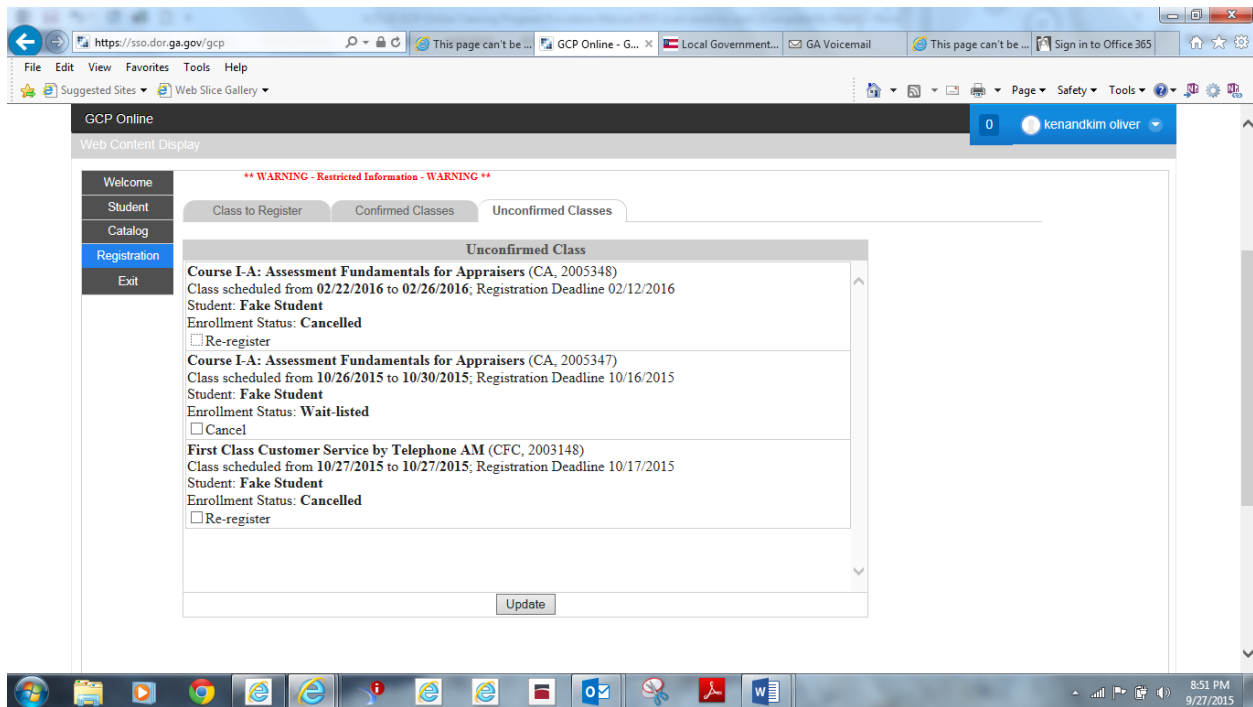 https://sso.dor.ga.gov/gcp
This page can't be ...
GCP Online - G...
Local Government...
GA Voicemail
This page can't be ...
Sign in to Office 365
File Edit View Favorites Tools Help
Suggested Sites
Web Slice Gallery
Page Safety Tools
GCP Online
0
kenandkim oliver
Web Content Display
Welcome
Student
Catalog
Registration
Exit
** WARNING - Restricted Information - WARNING **
Class to Register
Confirmed Classes
Unconfirmed Classes
Unconfirmed Class
Course I-A: Assessment Fundamentals for Appraisers (CA, 2005348)
Class scheduled from 02/22/2016 to 02/26/2016; Registration Deadline 02/12/2016
Student: Fake Student
Enrollment Status: Cancelled
Re-register
Course I-A: Assessment Fundamentals for Appraisers (CA, 2005347)
Class scheduled from 10/26/2015 to 10/30/2015; Registration Deadline 10/16/2015
Student: Fake Student
Enrollment Status: Wait-listed
Cancel
First Class Customer Service by Telephone AM (CFC, 2003148)
Class scheduled from 10/27/2015 to 10/27/2015; Registration Deadline 10/17/2015
Student: Fake Student
Enrollment Status: Cancelled
Re-register
Update
8:51 PM
9/27/2015